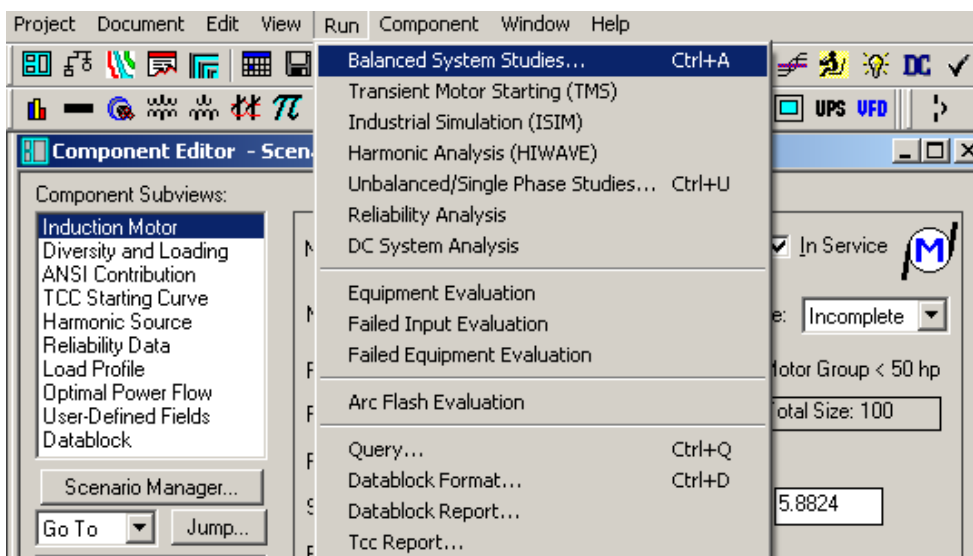 Project Document Edit View Run Component Window Help
DC
UPS VFD
Component Editor - Scen
Component Subviews:
Induction Motor
Diversity and Loading
ANSI Contribution
TCC Starting Curve
Harmonic Source
Reliability Data
Load Profile
Optimal Power Flow
User-Defined Fields
Datablock
Scenario Manager...
Go To Jump...
Balanced System Studies... Ctrl+A
Transient Motor Starting (TMS)
Industrial Simulation (ISIM)
Harmonic Analysis (HIWAVE)
Unbalanced/Single Phase Studies... Ctrl+U
Reliability Analysis
DC System Analysis
Equipment Evaluation
Failed Input Evaluation
Failed Equipment Evaluation
Arc Flash Evaluation
Query... Ctrl+Q
Datablock Format... Ctrl+D
Datablock Report...
Tcc Report...
In Service M
e: Incomplete
Motor Group < 50 hp
Total Size: 100
5.8824